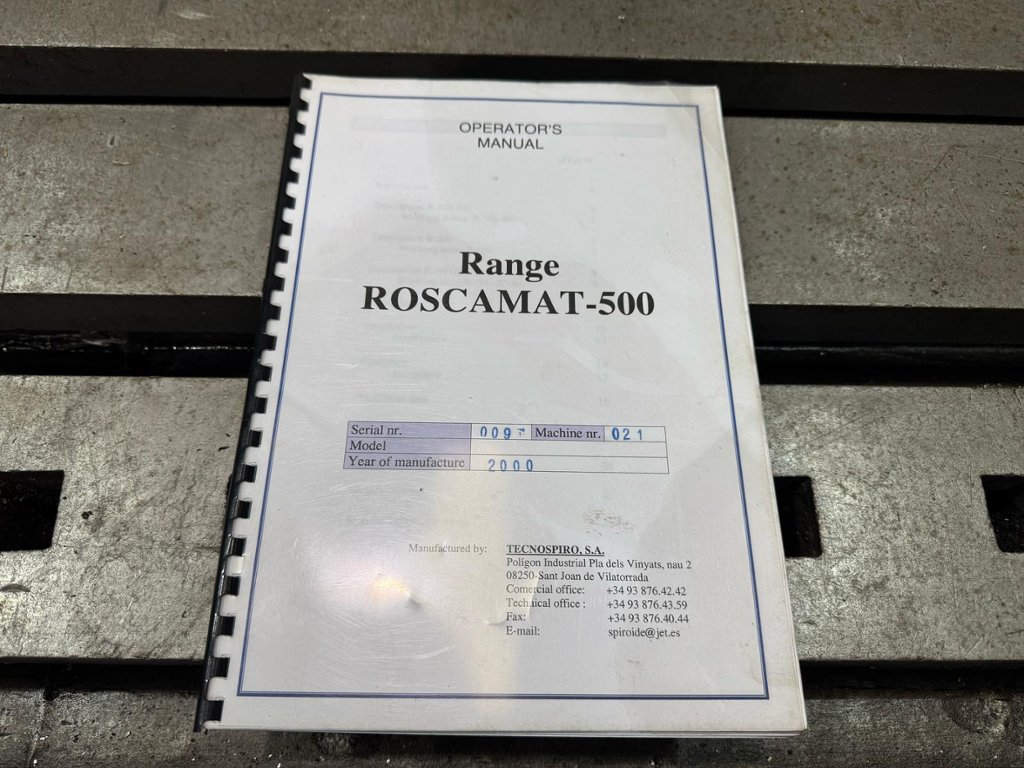 OPERATOR'S
MANUAL
Range
ROSCAMAT-500
Serial nr. 0097 Machine nr. 021
Model
Year of manufacture 2000
Manufactured by: TECNOSPIRO, S.A.
Polígon Industrial Pla dels Vinyats, nau 2
08250-Sant Joan de Vilatorrada
Comercial office: +34 93 876.42.42
Technical office : +34 93 876.43.59
Fax: +34 93 876.40.44
E-mail: spiroide@jet.es